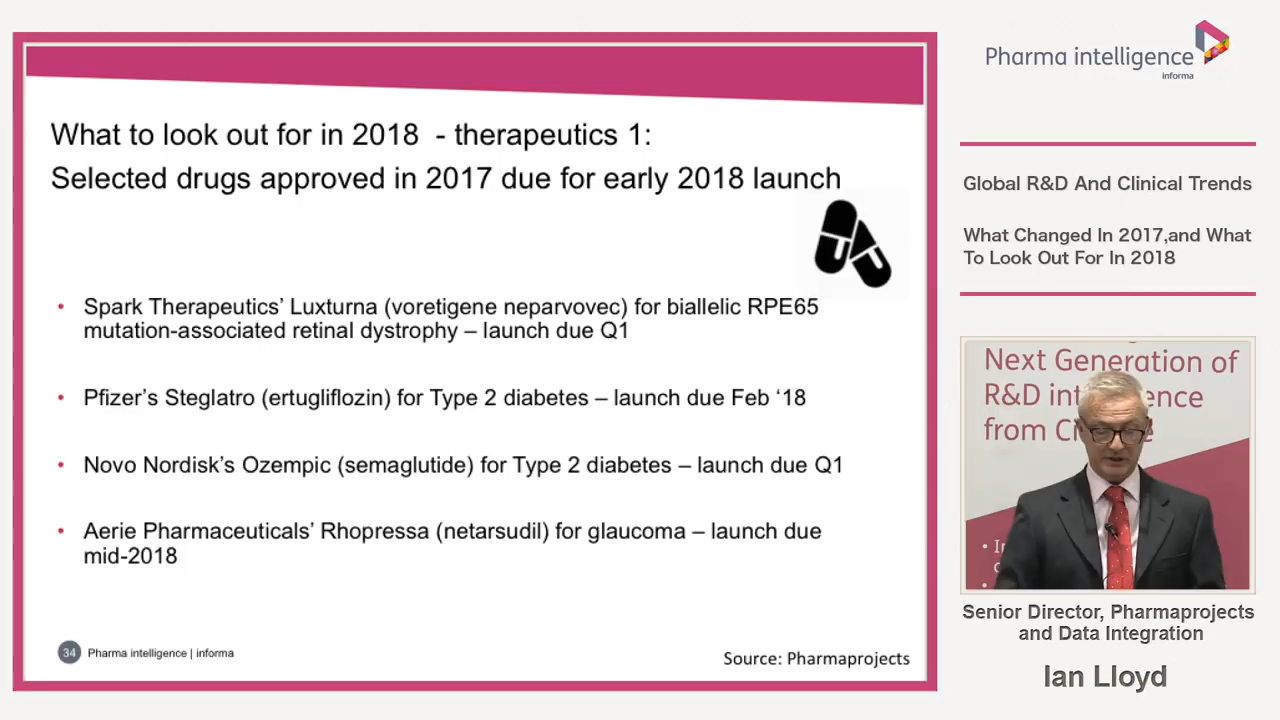 What to look out for in 2018 - therapeutics 1:
Selected drugs approved in 2017 due for early 2018 launch
• Spark Therapeutics’ Luxturna (voretigene neparvovec) for biallelic RPE65
mutation-associated retinal dystrophy – launch due Q1
• Pfizer’s Steglatro (ertugliflozin) for Type 2 diabetes – launch due Feb ‘18
• Novo Nordisk’s Ozempic (semaglutide) for Type 2 diabetes – launch due Q1
• Aerie Pharmaceuticals’ Rhopressa (netarsudil) for glaucoma – launch due
mid-2018
34 Pharma intelligence | informa
Source: Pharmaprojects
Pharma intelligence
informa
Global R&D And Clinical Trends
What Changed In 2017,and What
To Look Out For In 2018
Next Generation of
R&D
from
Senior Director, Pharmaprojects
and Data Integration
Ian Lloyd